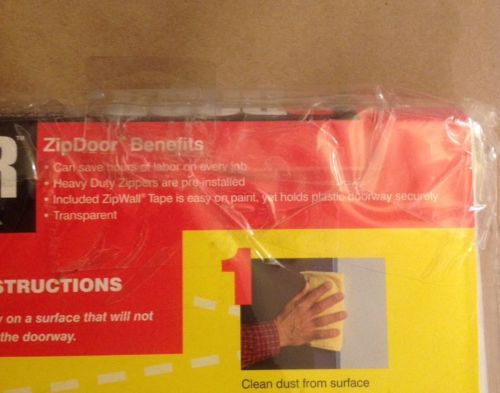 R™
ZipDoor™ Benefits
• Can save hours of labor on every job
• Heavy Duty Zippers are pre-installed
• Included ZipWall® Tape is easy on paint, yet holds plastic doorway securely
• Transparent
STRUCTIONS
y on a surface that will not
the doorway.
1
Clean dust from surface